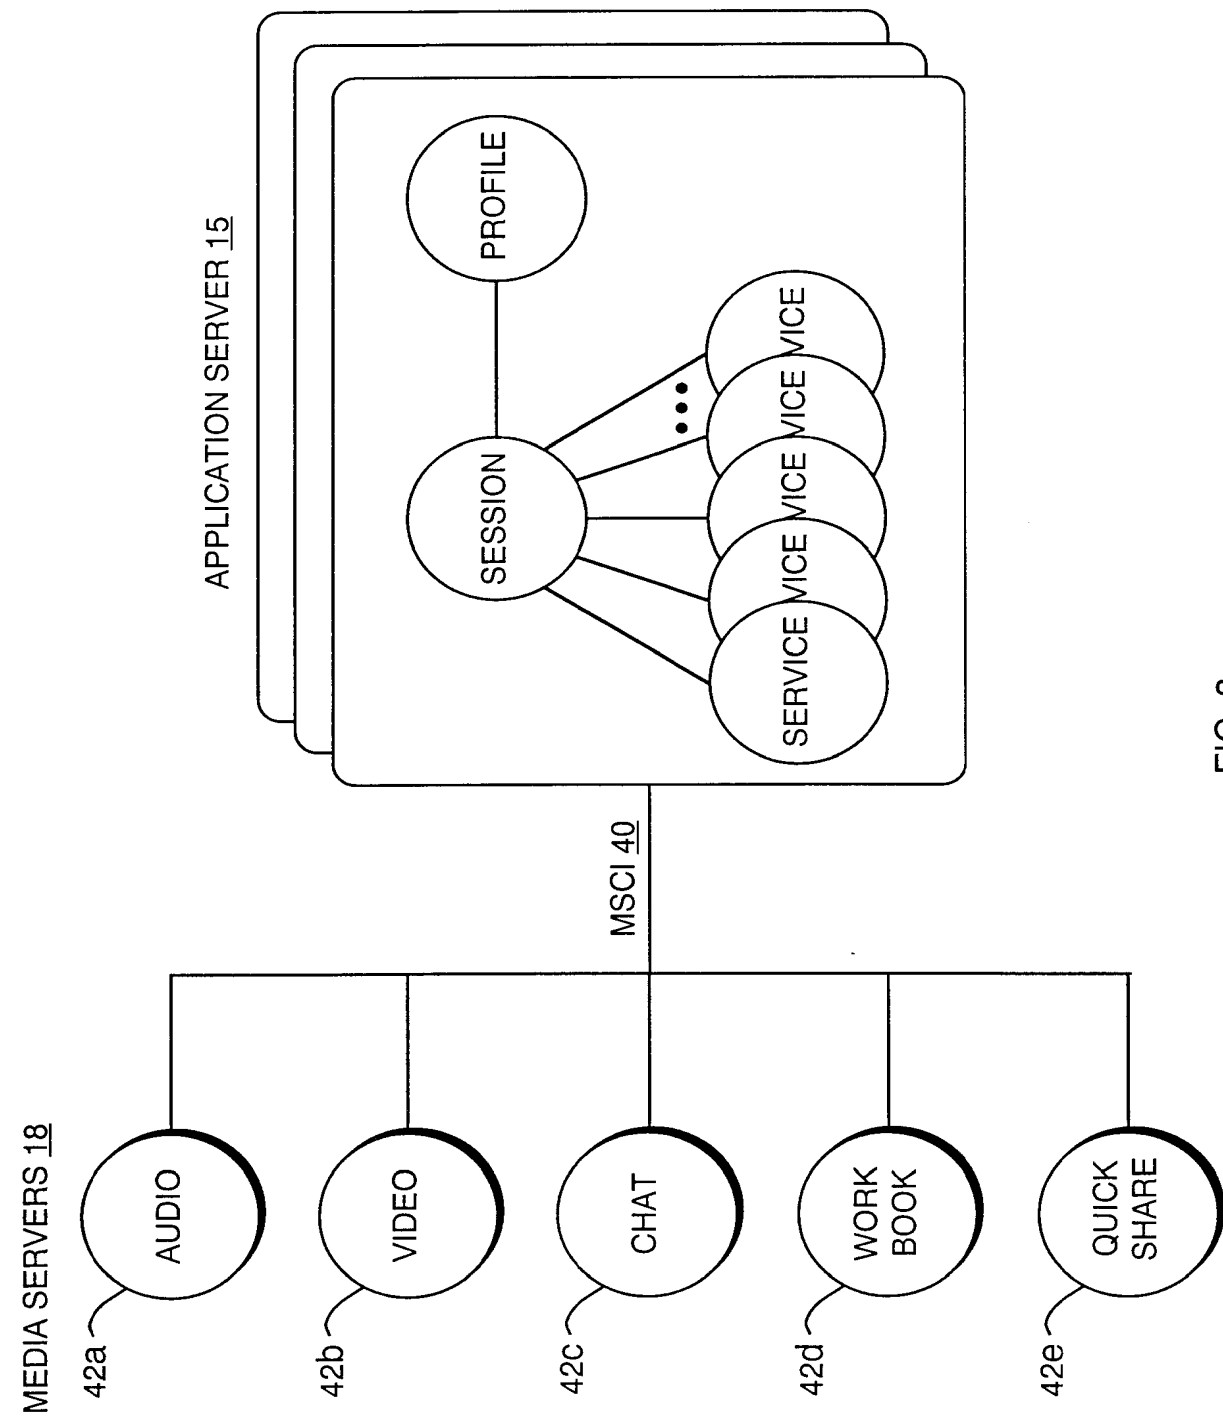 MEDIA SERVERS 18
42a
AUDIO
42b
VIDEO
42c
CHAT
42d
WORK
BOOK
42e
QUICK
SHARE
MSCI 40
APPLICATION SERVER 15
SESSION
PROFILE
SERVICE
VICE
VICE
VICE
VICE
FIG.